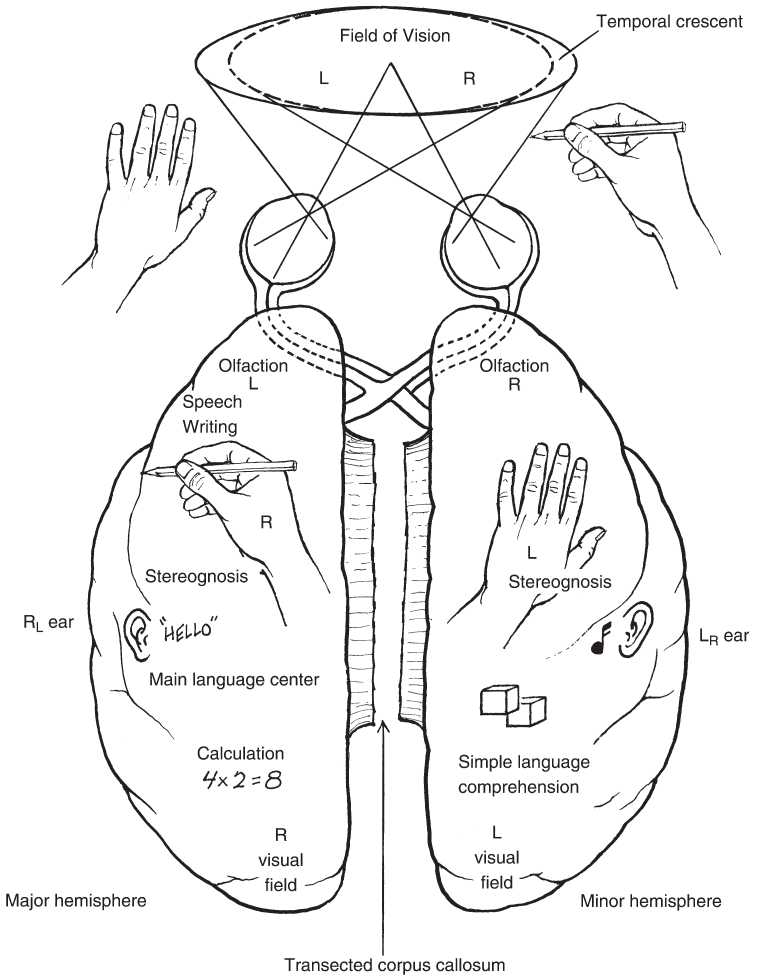 Temporal crescent
Field of Vision
L R
Olfaction
L
Olfaction
R
Speech
Writing
R
L
Stereognosis
Stereognosis
R_L ear
"HELLO"
L_R ear
Main language center
Calculation
4×2=8
Simple language
comprehension
R
visual
field
L
visual
field
Major hemisphere
Minor hemisphere
Transected corpus callosum